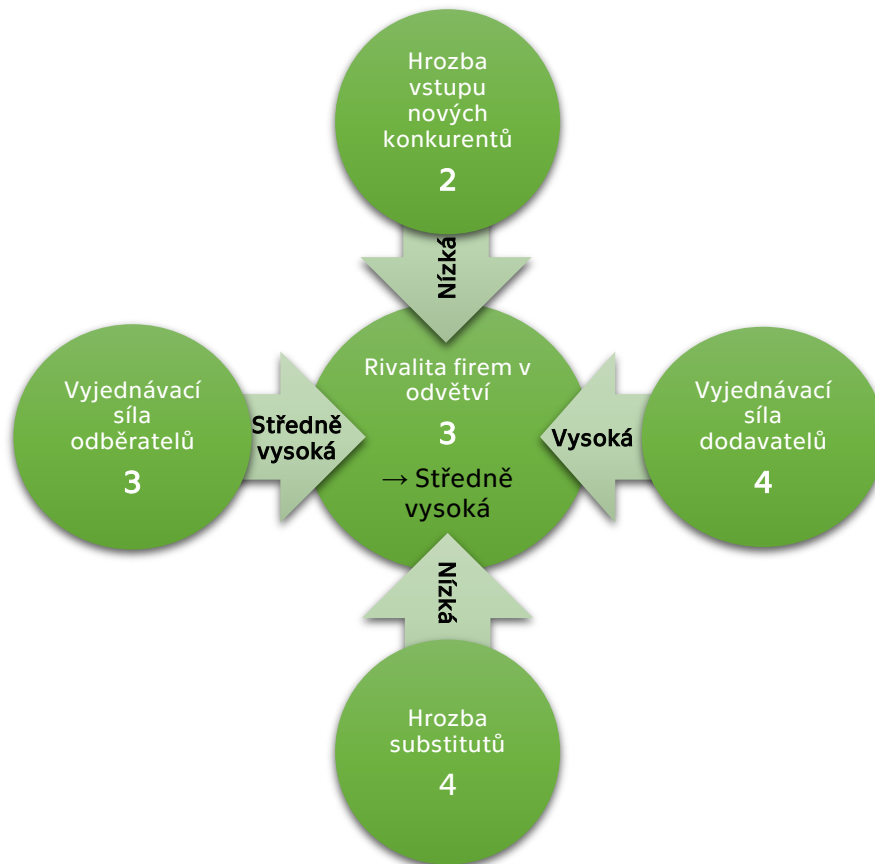 Hrozba
vstupu
nových
konkurentů
2
Nízká
Vyjednávací
síla
odběratelů
3
Středně
vysoká
Rivalita firem v
odvětví
3
→ Středně
vysoká
Vysoká
Vyjednávací
síla
dodavatelů
4
Nízká
Hrozba
substitutů
4